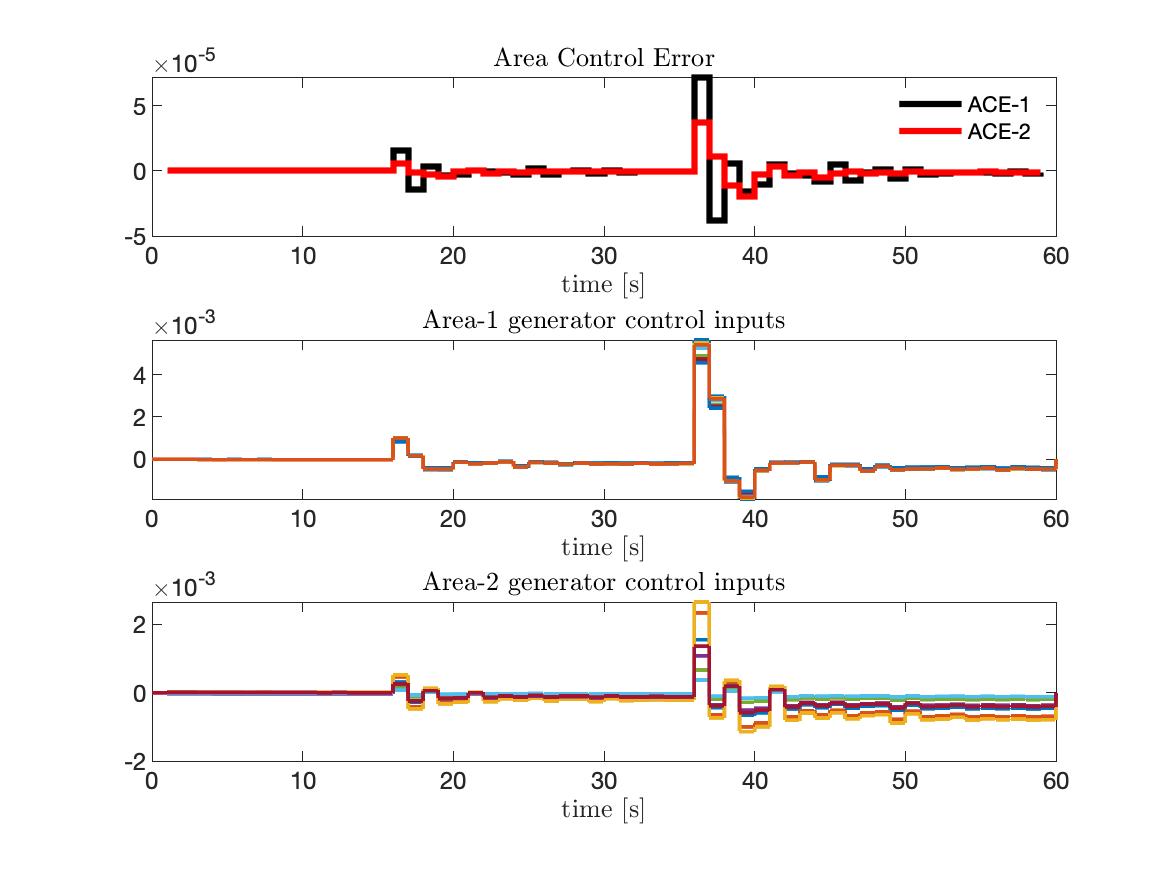 Area Control Error
×10-5
5
0
-5
ACE-1
ACE-2
0 10 20 30 40 50 60
time [s]
Area-1 generator control inputs
×10-3
4
2
0
0 10 20 30 40 50 60
time [s]
Area-2 generator control inputs
×10-3
2
0
-2
0 10 20 30 40 50 60
time [s]